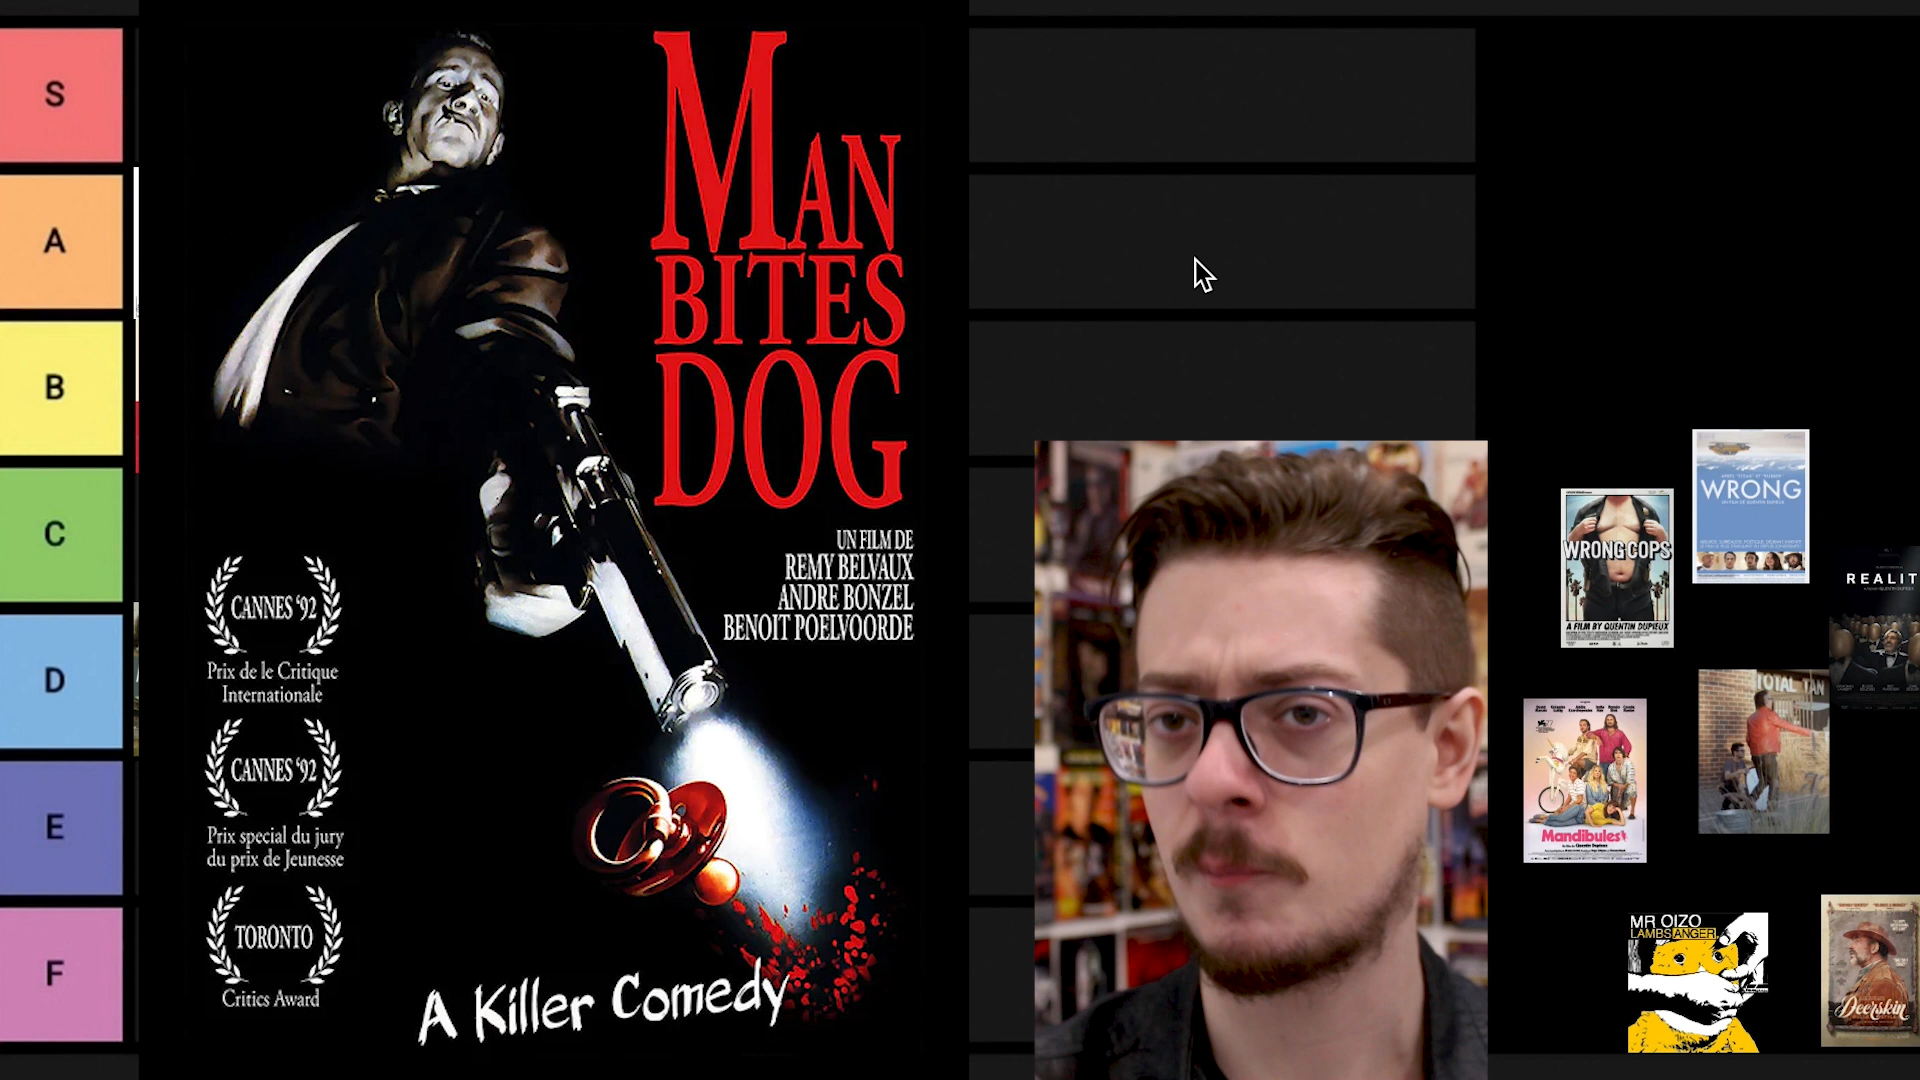 S
A
B
C
D
E
F
MAN
BITES
DOG
UN FILM DE
REMY BELVAUX
ANDRE BONZEL
BENOIT POELVOORDE
CANNES '92
Prix de le Critique
Internationale
CANNES '92
Prix special du jury
du prix de Jeunesse
TORONTO
Critics Award
A KILLER COMEDY
WRONG COPS
A FILM BY QUENTIN DUPIEUX
WRONG
REALIT
TOTAL TAN
Mandibules
MR OIZO
LAMBS ANGER
Deerskin